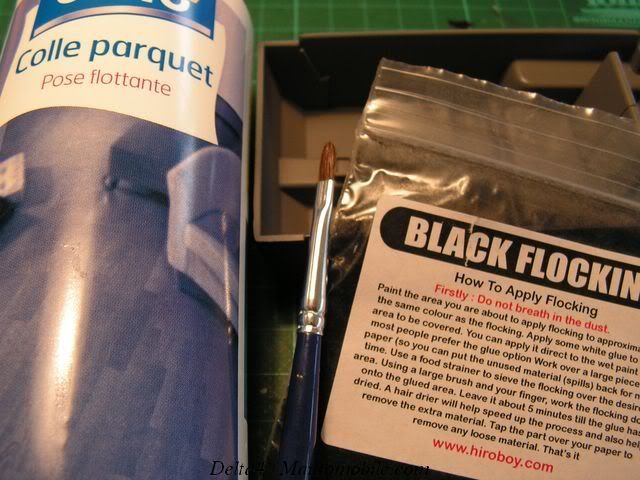 Colle parquet
Pose flottante
BLACK FLOCKIN
How To Apply Flocking
Firstly : Do not breath in the dust.
Paint the area you are about to apply flocking to approxima
the same colour as the flocking. Apply some white glue to
area to be covered. You can apply it direct to the wet paint
most people prefer the glue option Work over a large piece
paper (so you can put the unused material (spills) back for n
time. Use a food strainer to sieve the flocking over the desir
area. Using a large brush and your finger, work the flocking do
onto the glued area. Leave if about 5 minutes till the glue has
dried. A hair drier will help speed up the process and also hel
remove the extra material. Tap the part over your paper to
remove any loose material. That's it
www.hiroboy.com